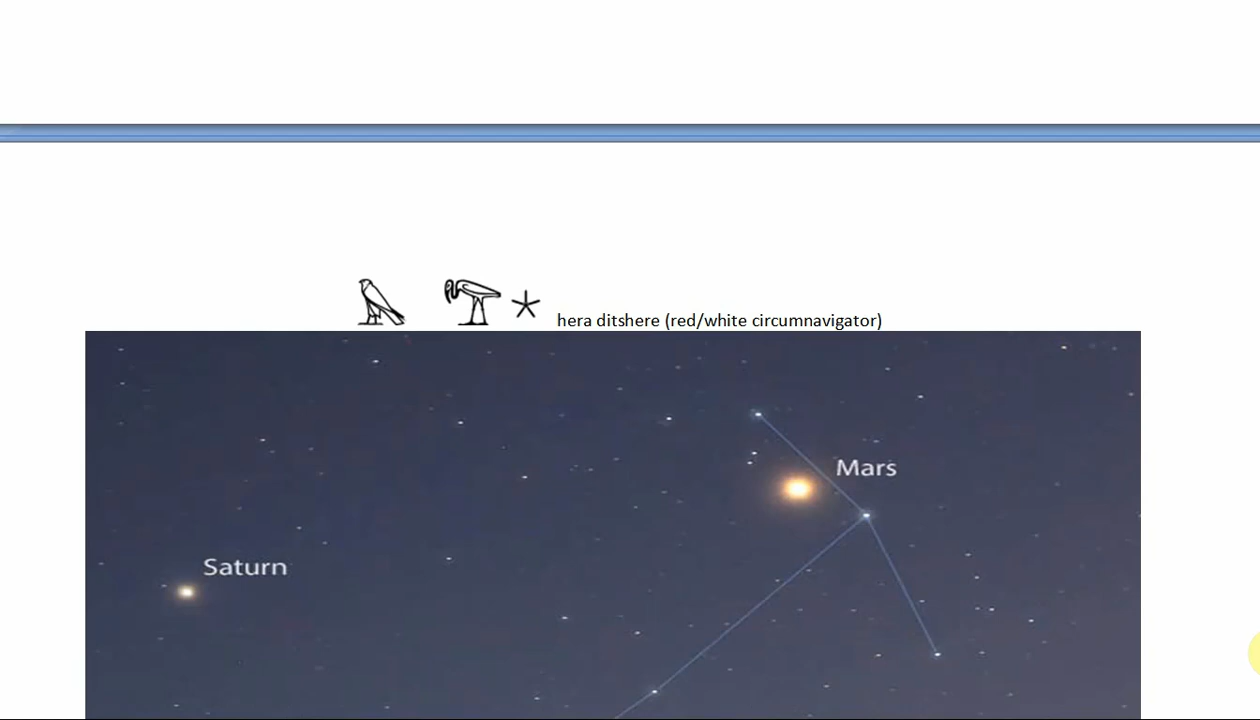 𓅃 𓅟 𓇼 hera ditshere (red/white circumnavigator)
Mars
Saturn